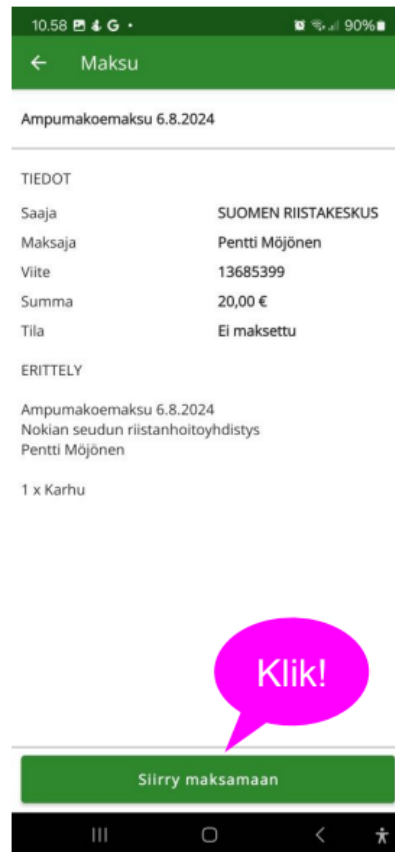 10.58 G • 90%
Maksu
Ampumakoemaksu 6.8.2024
TIEDOT
Saaja SUOMEN RIISTAKESKUS
Maksaja Pentti Möjönen
Viite 13685399
Summa 20,00 €
Tila Ei maksettu
ERITTELY
Ampumakoemaksu 6.8.2024
Nokian seudun riistanhoitoyhdistys
Pentti Möjönen
1 x Karhu
Klik!
Siirry maksamaan